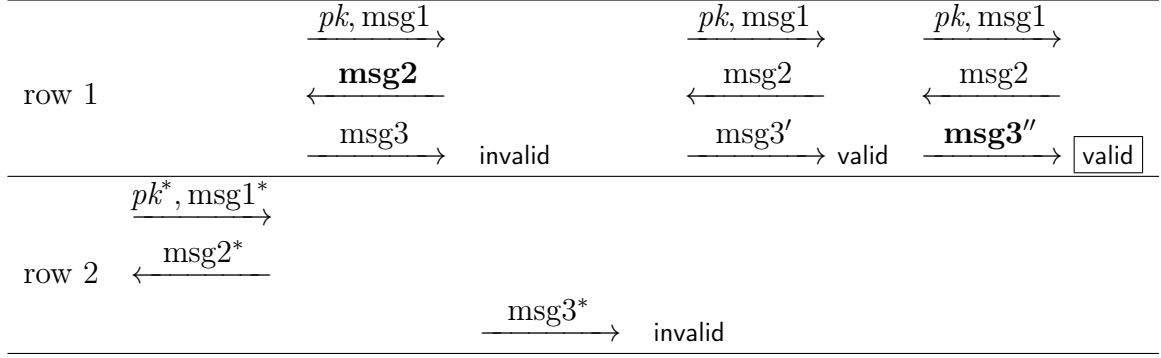 pk, msg1 pk, msg1 pk, msg1
row 1 msg2 msg2 msg2
msg3 invalid msg3′ valid msg3′′ valid
pk*, msg1*
row 2 msg2*
msg3* invalid